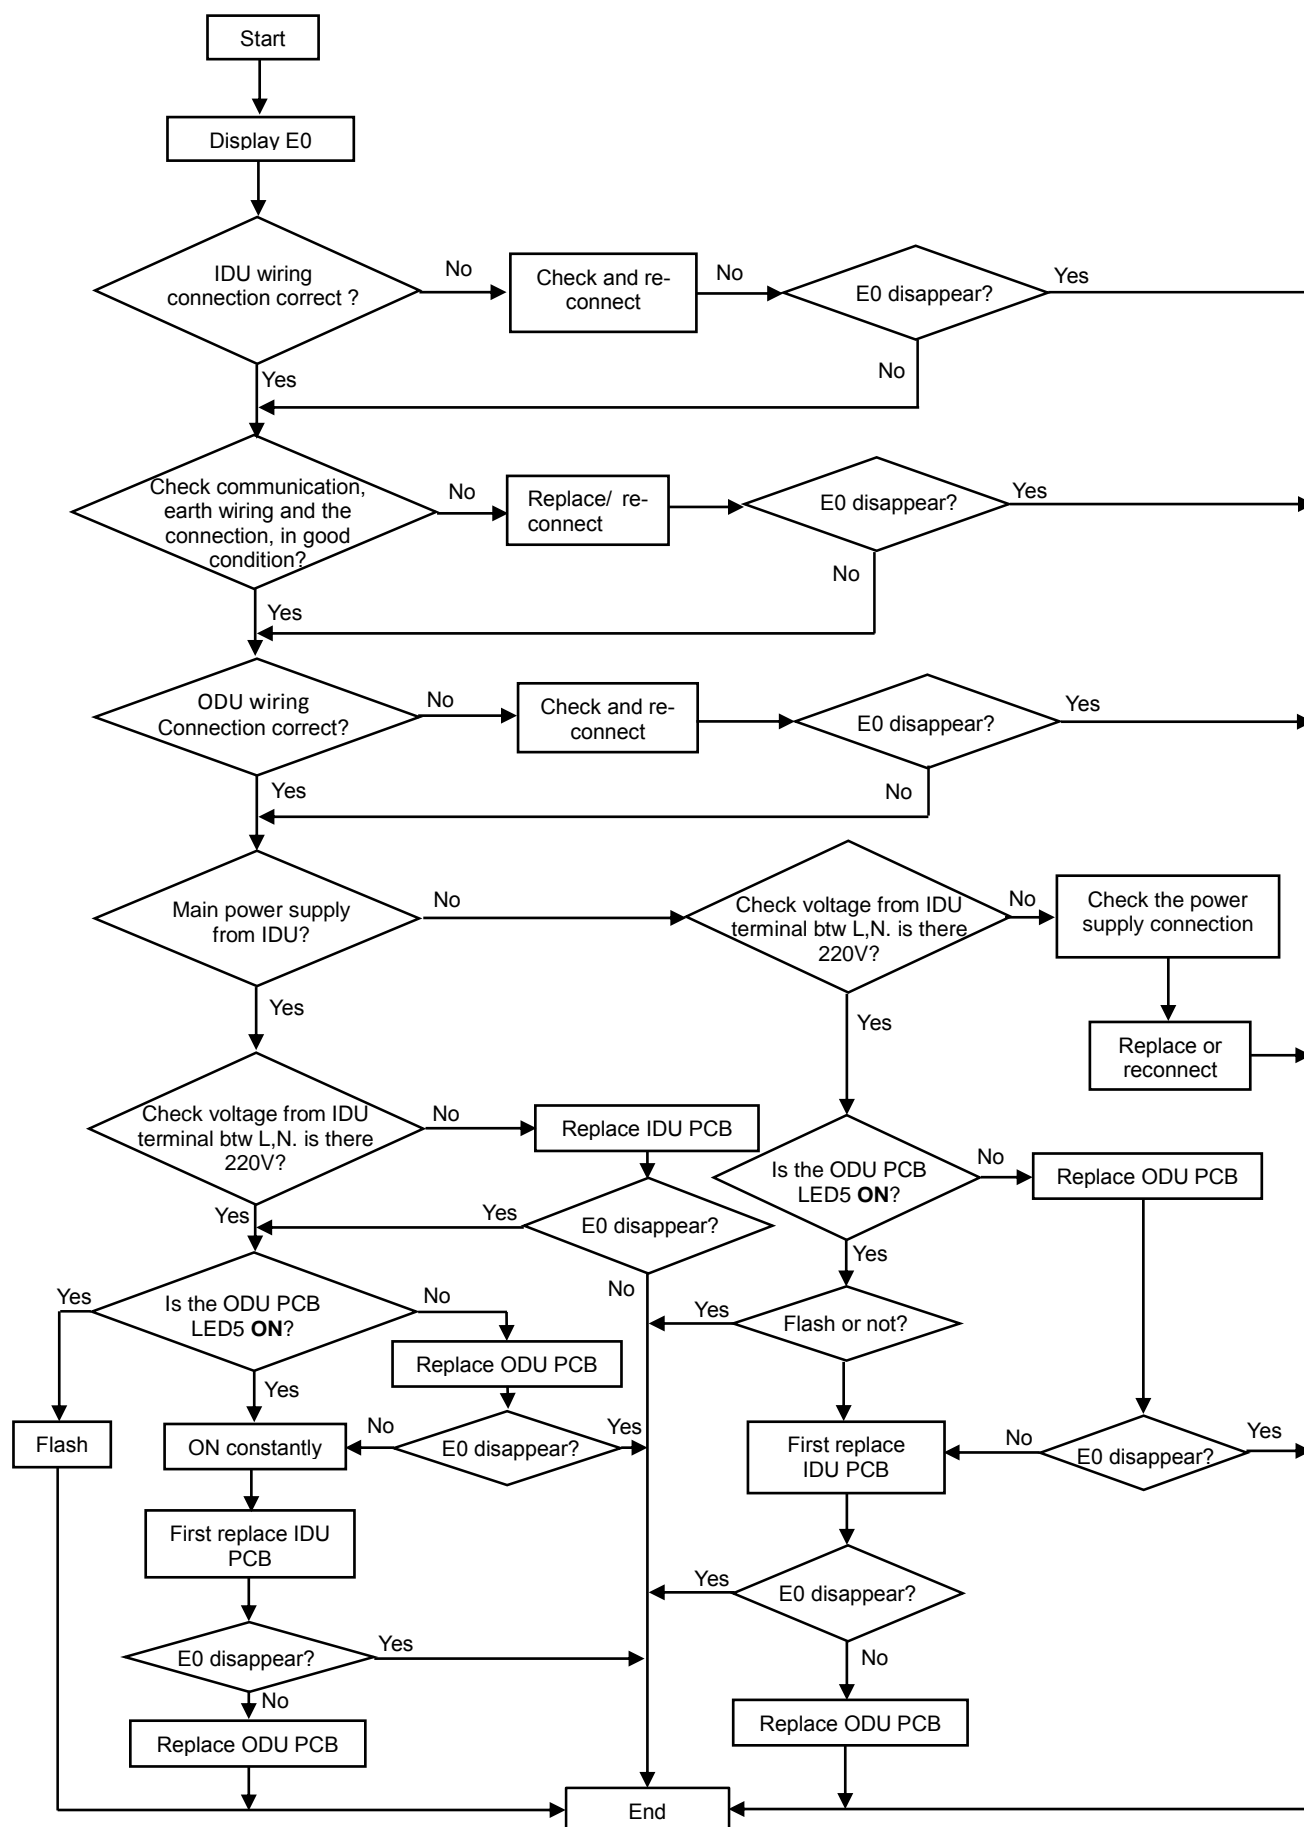 Start
Display E0
IDU wiring
connection correct ?
No
Check and re-
connect
No
E0 disappear?
Yes
No
Yes
Check communication,
earth wiring and the
connection, in good
condition?
No
Replace/ re-
connect
E0 disappear?
Yes
No
Yes
ODU wiring
Connection correct?
No
Check and re-
connect
E0 disappear?
Yes
No
Yes
Main power supply
from IDU?
No
Check voltage from IDU
terminal btw L,N. is there
220V?
No
Check the power
supply connection
Yes
Yes
Replace or
reconnect
Check voltage from IDU
terminal btw L,N. is there
220V?
No
Replace IDU PCB
Is the ODU PCB
LED5 ON?
No
Replace ODU PCB
Yes
Yes
E0 disappear?
Yes
No
Yes
Is the ODU PCB
LED5 ON?
No
Yes
Flash or not?
Replace ODU PCB
Yes
Flash
ON constantly
No
E0 disappear?
Yes
First replace
IDU PCB
No
E0 disappear?
Yes
First replace IDU
PCB
Yes
E0 disappear?
E0 disappear?
Yes
No
No
Replace ODU PCB
Replace ODU PCB
End